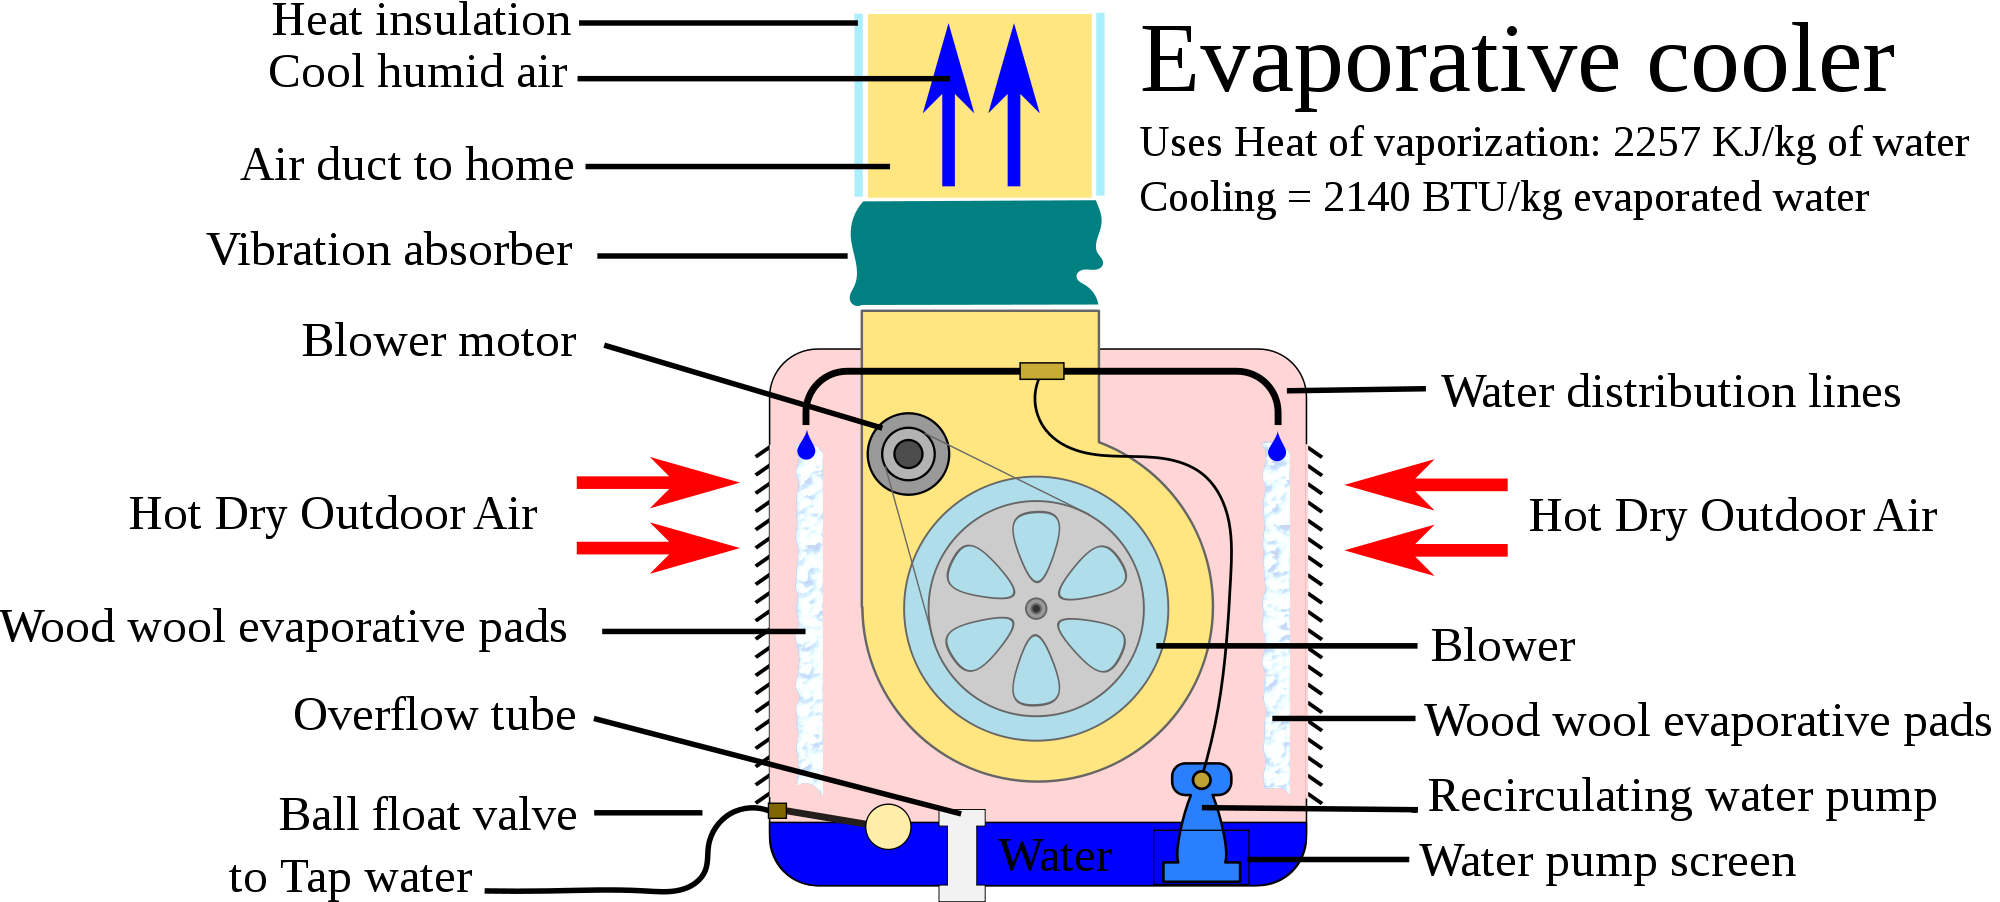 Heat insulation
Cool humid air
Air duct to home
Vibration absorber
Blower motor
Hot Dry Outdoor Air
Wood wool evaporative pads
Overflow tube
Ball float valve
to Tap water
Evaporative cooler
Uses Heat of vaporization: 2257 KJ/kg of water
Cooling = 2140 BTU/kg evaporated water
Water distribution lines
Hot Dry Outdoor Air
Blower
Wood wool evaporative pads
Recirculating water pump
Water pump screen
Water